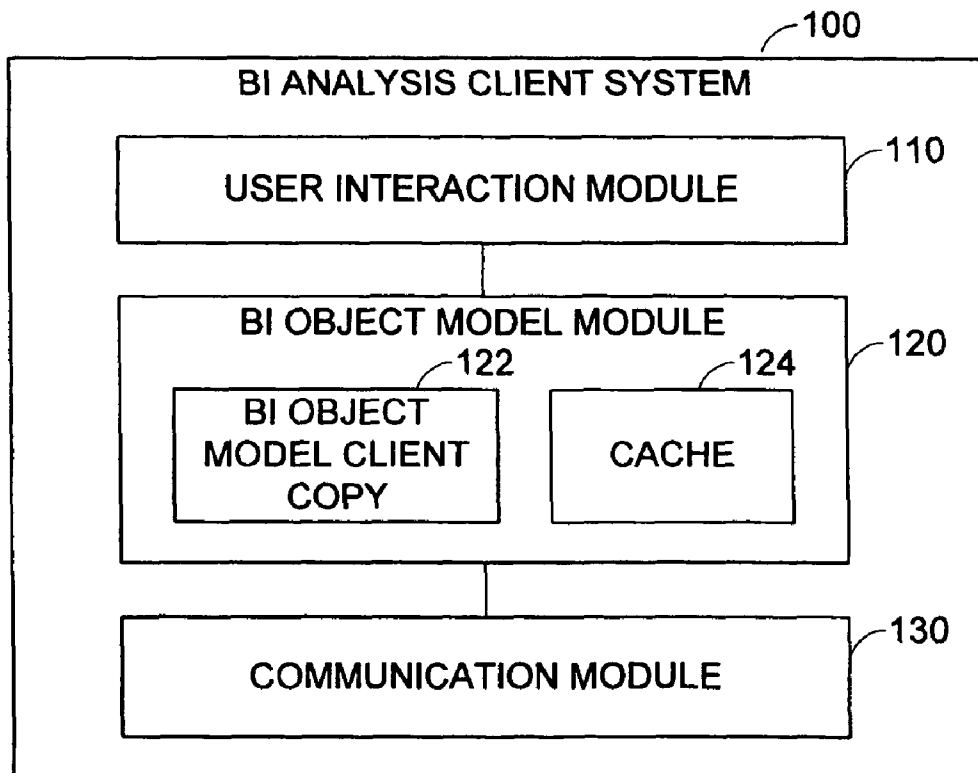 100
BI ANALYSIS CLIENT SYSTEM
110
USER INTERACTION MODULE
BI OBJECT MODEL MODULE
120
122
124
BI OBJECT
MODEL CLIENT
COPY
CACHE
130
COMMUNICATION MODULE